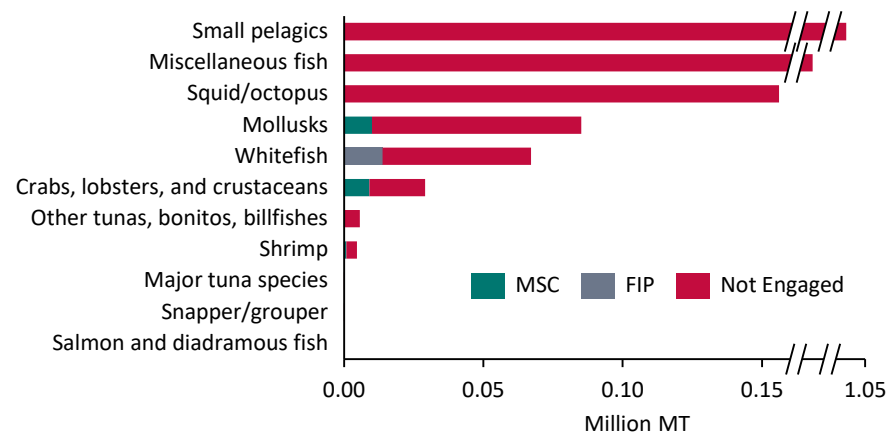 Small pelagics
Miscellaneous fish
Squid/octopus
Mollusks
Whitefish
Crabs, lobsters, and crustaceans
Other tunas, bonitos, billfishes
Shrimp
Major tuna species
Snapper/grouper
Salmon and diadramous fish
MSC FIP Not Engaged
0.00 0.05 0.10 0.15 1.05
Million MT